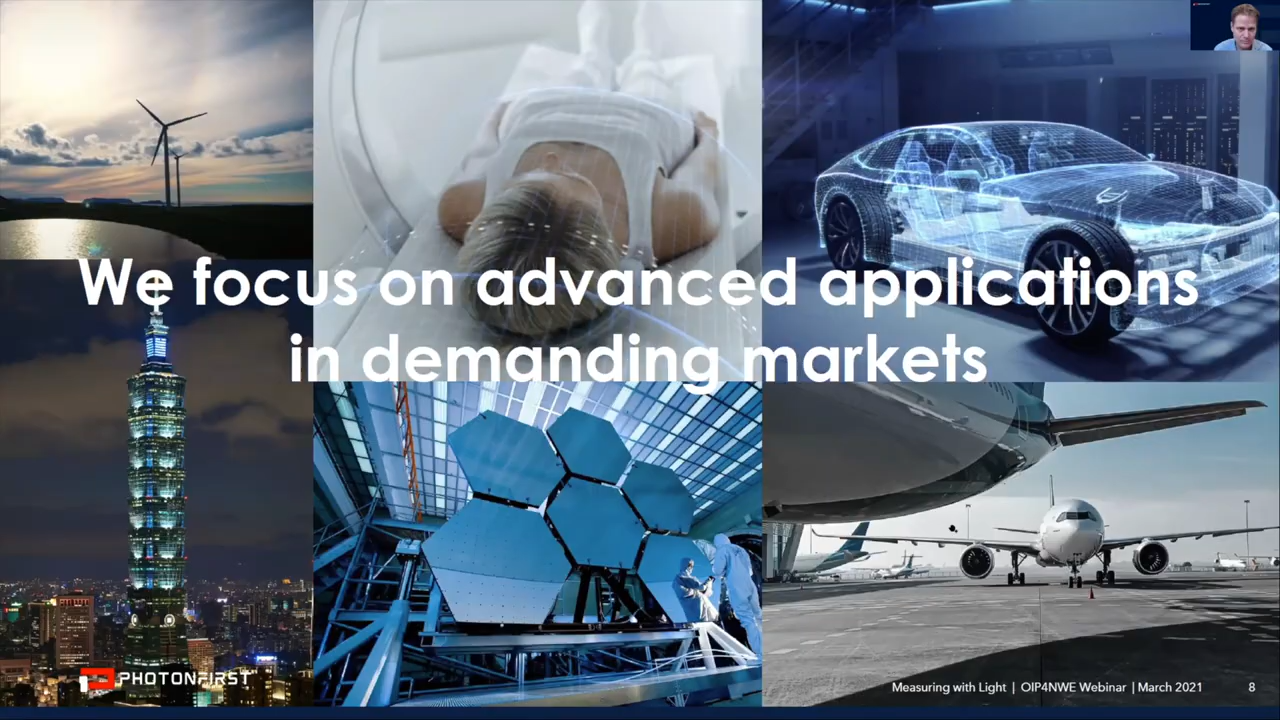 We focus on advanced applications
in demanding markets
PHOTONFIRST
Measuring with Light | OIP4NWE Webinar | March 2021
8